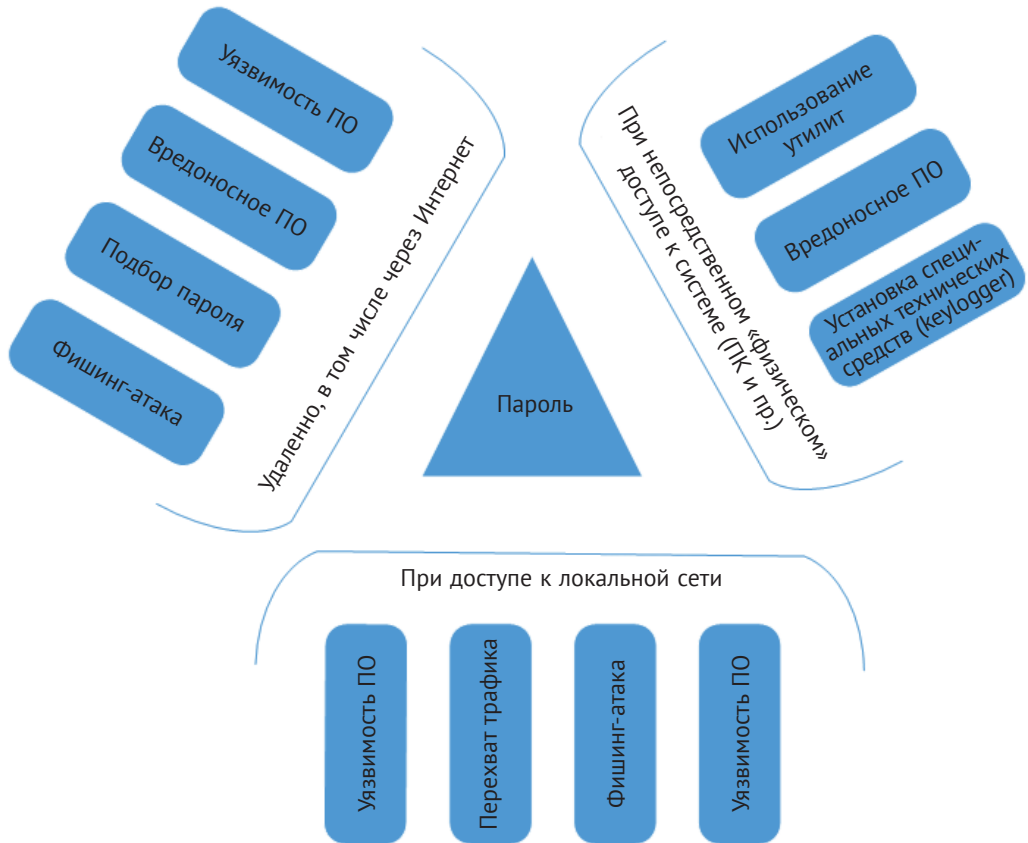 Уязвимость ПО
Вредоносное ПО
Подбор пароля
Фишинг-атака
Удаленно, в том числе через Интернет
При непосредственном «физическом»
доступе к системе (ПК и пр.)
Использование
утилит
Вредоносное ПО
Установка специ-
альных технических
средств (keylogger)
Пароль
При доступе к локальной сети
Уязвимость ПО
Перехват трафика
Фишинг-атака
Уязвимость ПО